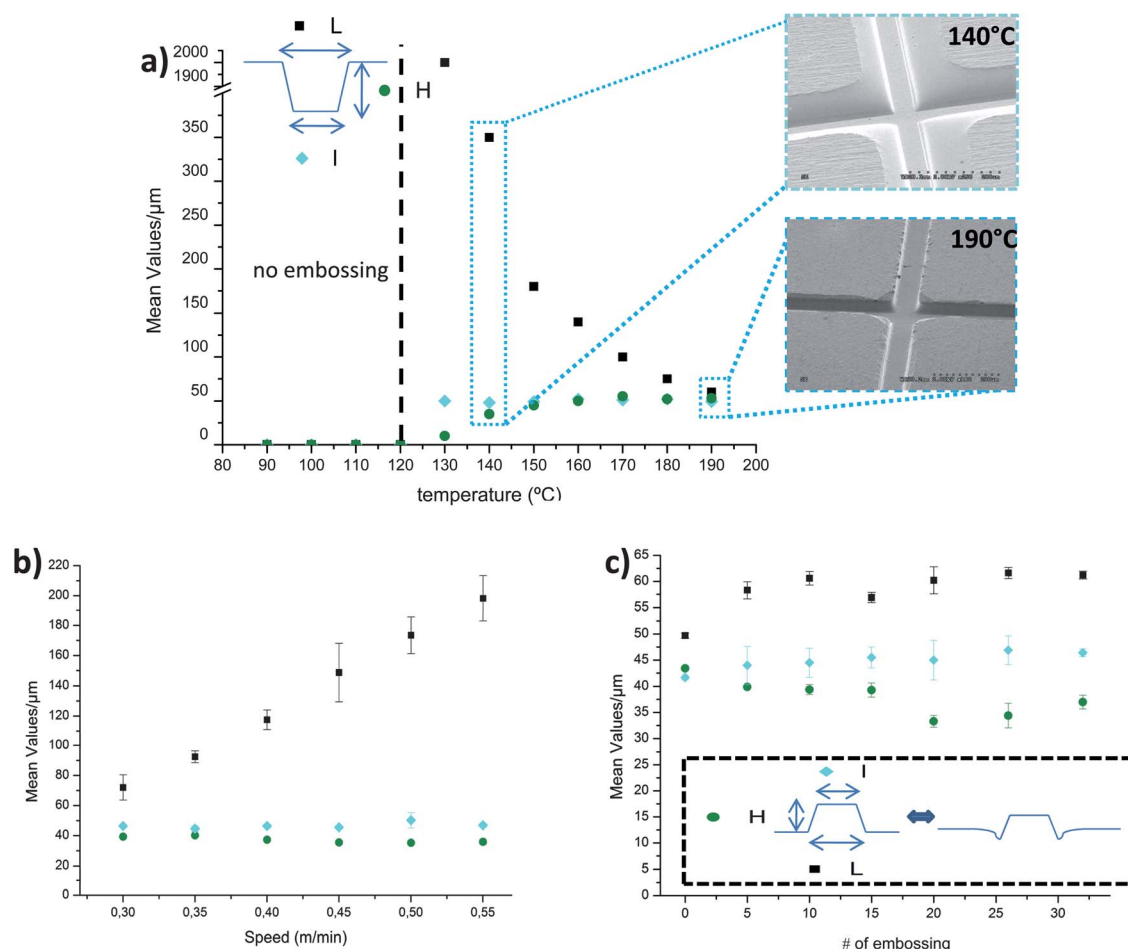 a)
L
H
I
2000
1900
350
300
250
200
150
100
50
0
Mean Values/µm
no embossing
80 90 100 110 120 130 140 150 160 170 180 190 200
temperature (ºC)
140°C
190°C
b)
220
200
180
160
140
120
100
80
60
40
20
0
Mean Values/µm
0,30 0,35 0,40 0,45 0,50 0,55
Speed (m/min)
c)
65
60
55
50
45
40
35
30
25
20
15
10
5
0
Mean Values/µm
I
H
L
0 5 10 15 20 25 30
# of embossing